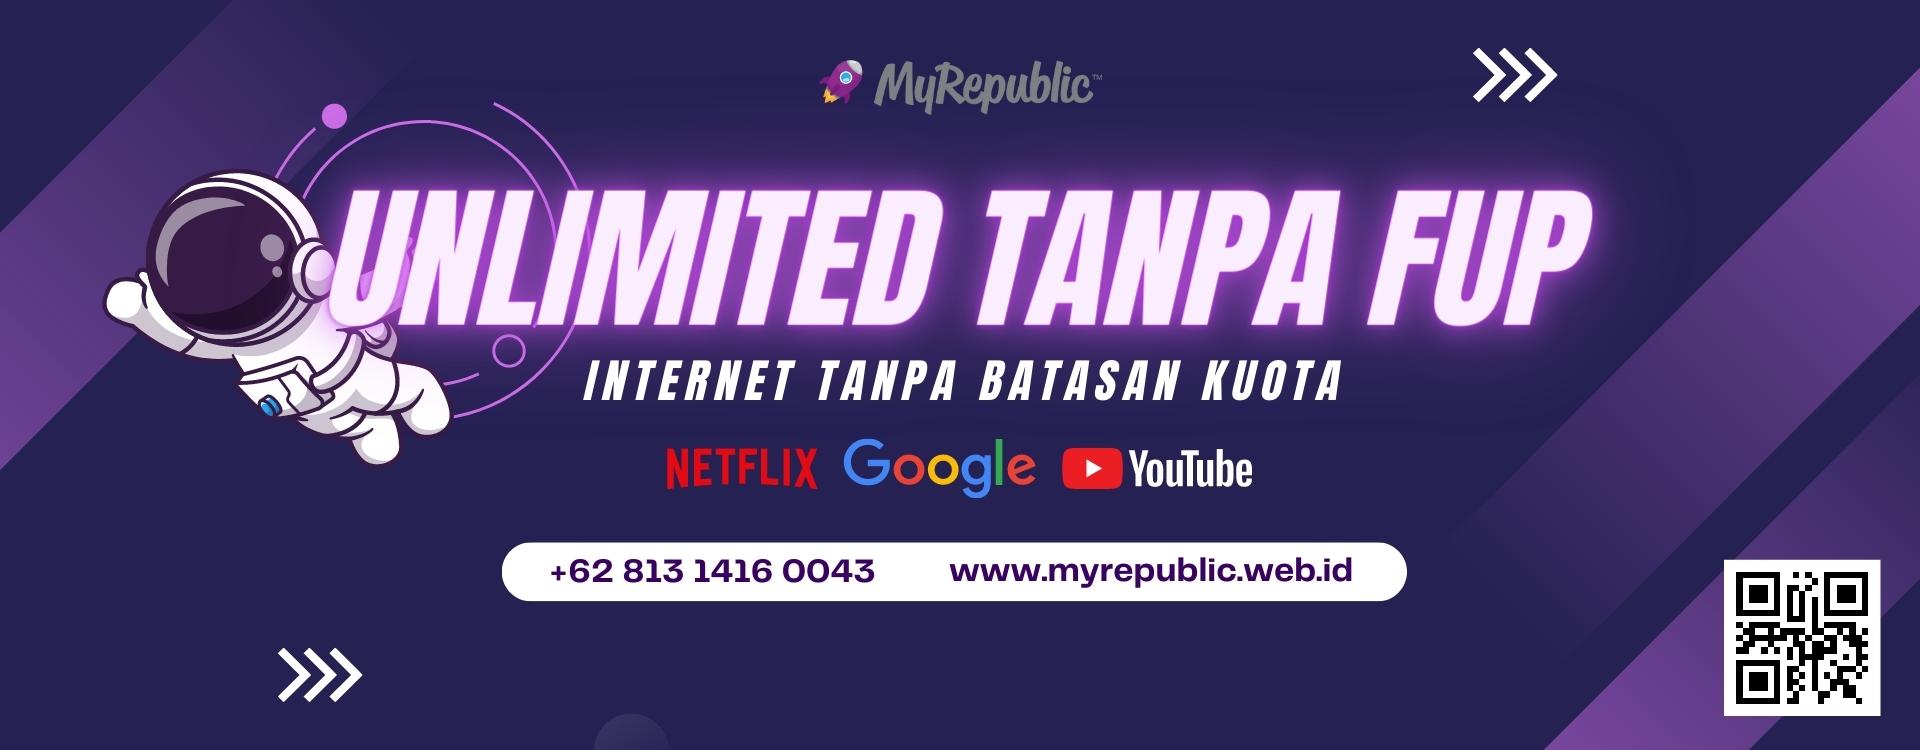 MyRepublic™
UNLIMITED TANPA FUP
INTERNET TANPA BATASAN KUOTA
NETFLIX Google YouTube
+62 813 1416 0043 www.myrepublic.web.id